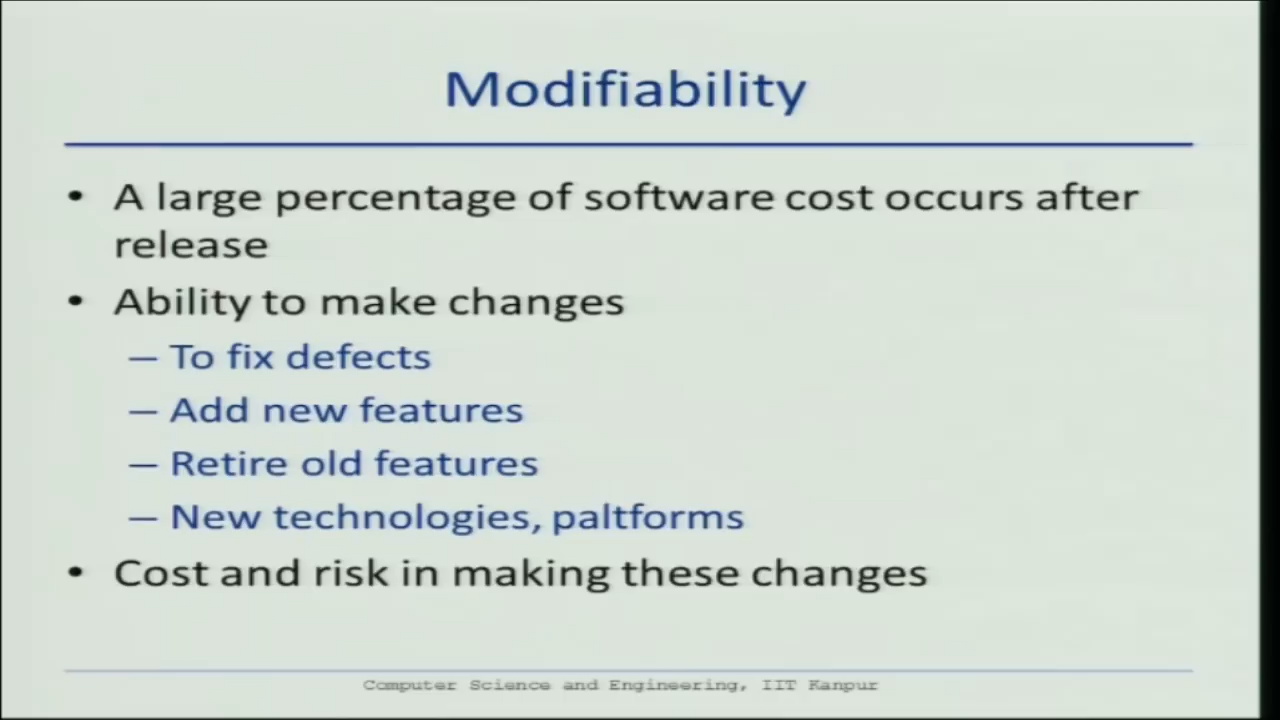 Modifiability
• A large percentage of software cost occurs after
release
• Ability to make changes
– To fix defects
– Add new features
– Retire old features
– New technologies, paltforms
• Cost and risk in making these changes
Computer Science and Engineering, IIT Kanpur